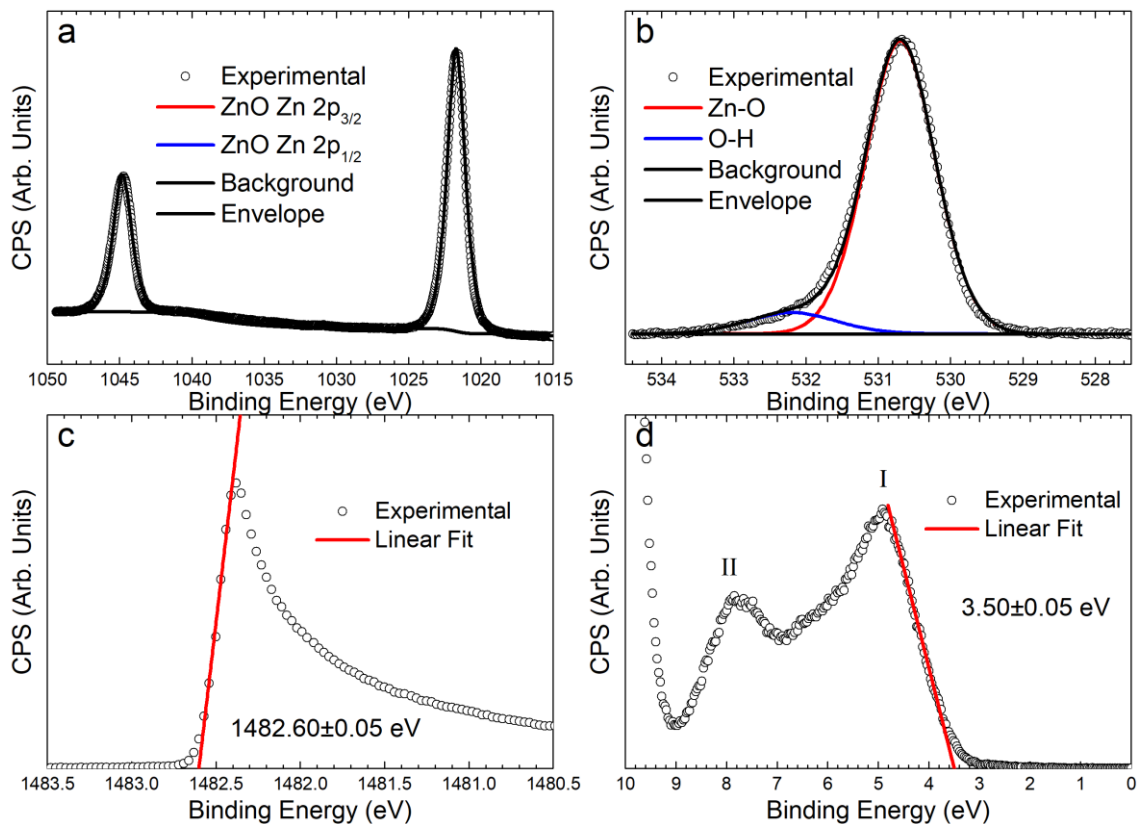 a
Experimental
ZnO Zn 2p3/2
ZnO Zn 2p1/2
Background
Envelope
CPS (Arb. Units)
1050 1045 1040 1035 1030 1025 1020 1015
Binding Energy (eV)
b
Experimental
Zn-O
O-H
Background
Envelope
CPS (Arb. Units)
534 533 532 531 530 529 528
Binding Energy (eV)
c
Experimental
Linear Fit
1482.60±0.05 eV
CPS (Arb. Units)
1483.5 1483.0 1482.5 1482.0 1481.5 1481.0 1480.5
Binding Energy (eV)
d
I
II
Experimental
Linear Fit
3.50±0.05 eV
CPS (Arb. Units)
10 9 8 7 6 5 4 3 2 1 0
Binding Energy (eV)